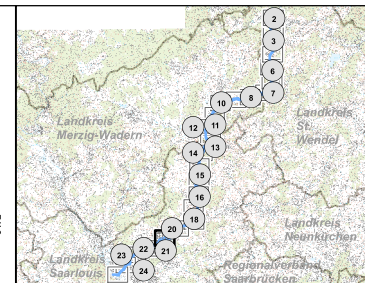 2
3
6
7
8
10
11
12
13
14
15
16
18
20
21
22
23
24
Landkreis
Merzig-Wadern
Landkreis
St.
Wendel
Landkreis
Neunkirchen
Landkreis
Saarlouis
Regionalverband
Saarbrücken